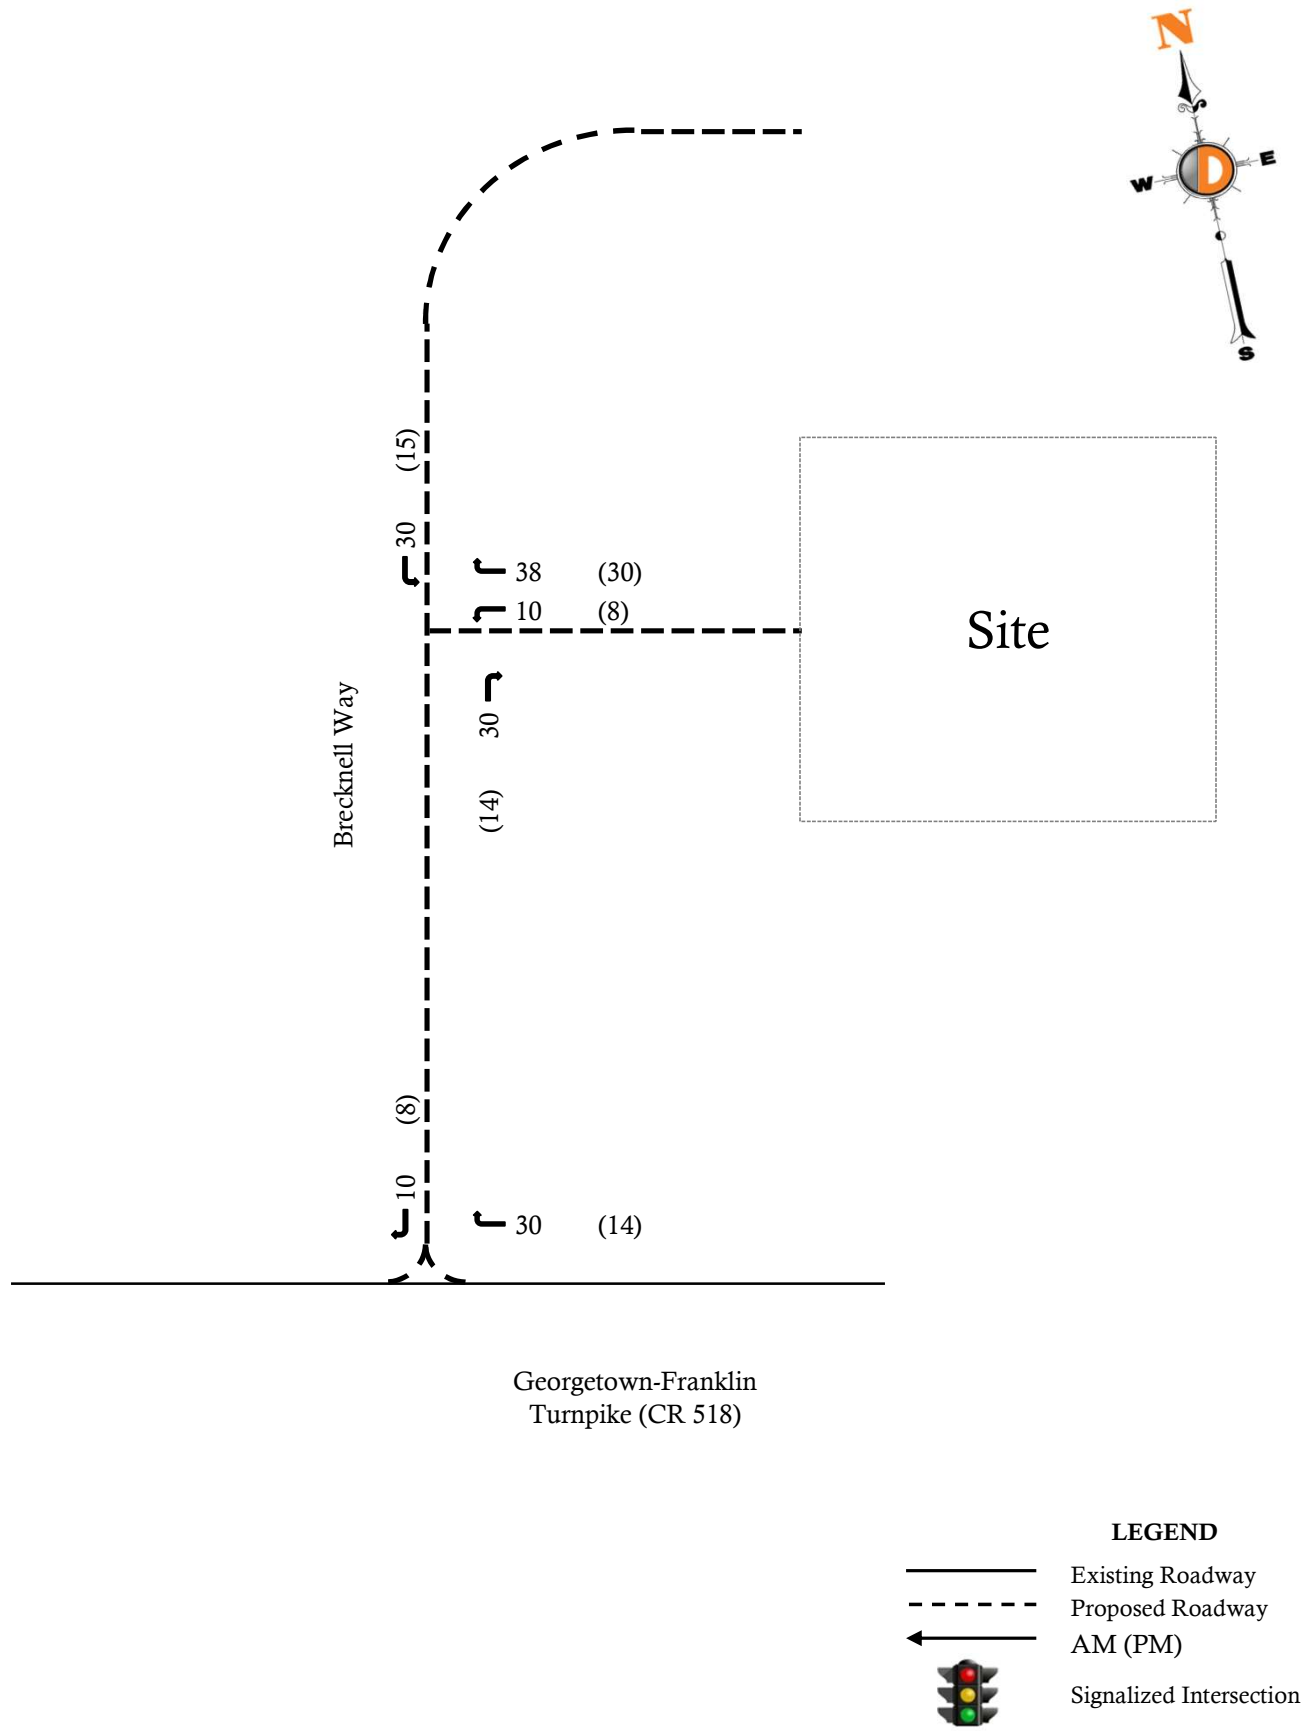 N
W
E
D
S
(15)
30
38 (30)
10 (8)
Site
30
(14)
Brecknell Way
(8)
10
30 (14)
Georgetown-Franklin
Turnpike (CR 518)
LEGEND
Existing Roadway
Proposed Roadway
AM (PM)
Signalized Intersection